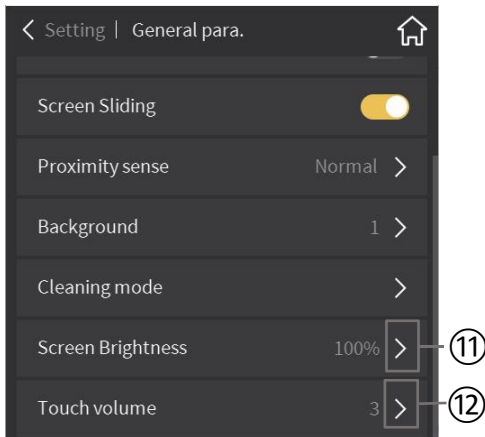 Setting | General para.
Screen Sliding
Proximity sense Normal
Background 1
Cleaning mode
Screen Brightness 100% ⑪
Touch volume 3 ⑫